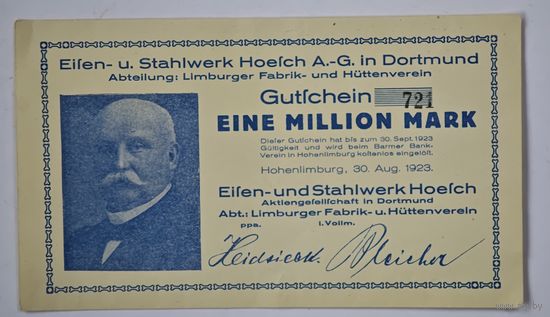 Eiſen- u. Stahlwerk Hoeſch A.-G. in Dortmund
Abteilung: Limburger Fabrik- und Hüttenverein
Gutſchein 721
EINE MILLION MARK
Dieſer Gutſchein hat bis zum 30. Sept. 1923
Gültigkeit und wird beim Barmer Bank-
Verein in Hohenlimburg koſtenlos eingelöſt.
Hohenlimburg, 30. Aug. 1923.
Eiſen- und Stahlwerk Hoeſch
Aktiengeſellſchaft in Dortmund
Abt.: Limburger Fabrik- u. Hüttenverein
ppa. i. Vollm.